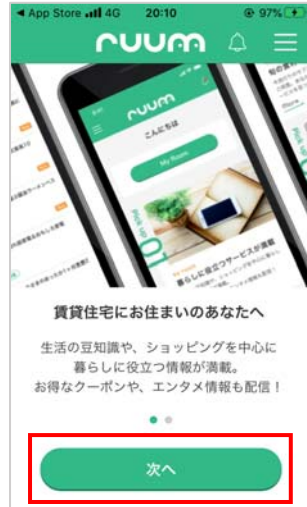 App Store 4G 20:10 97%
ruum
ruum
こんにちは
My Room
暮らしに役立つサービスが満載
賃貸住宅にお住まいのあなたへ
生活の豆知識や、ショッピングを中心に
暮らしに役立つ情報が満載。
お得なクーポンや、エンタメ情報も配信！
次へ